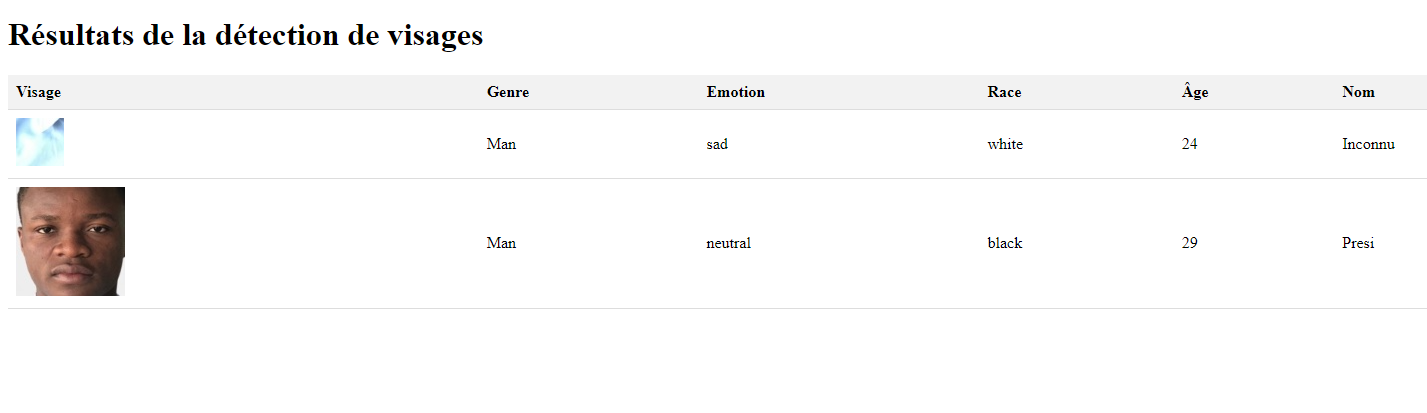 Résultats de la détection de visages
Visage Genre Emotion Race Âge Nom
Man sad white 24 Inconnu
Man neutral black 29 Presi